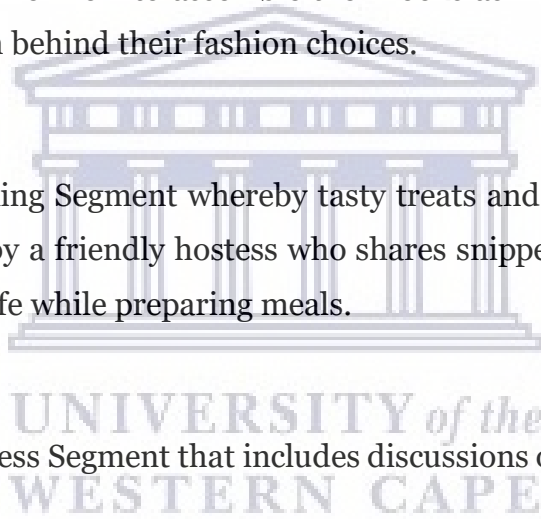 behind their fashion choices.
ing Segment whereby tasty treats and
by a friendly hostess who shares snippe
fe while preparing meals.
UNIVERSITY of the
ess Segment that includes discussions
WESTERN CAPE